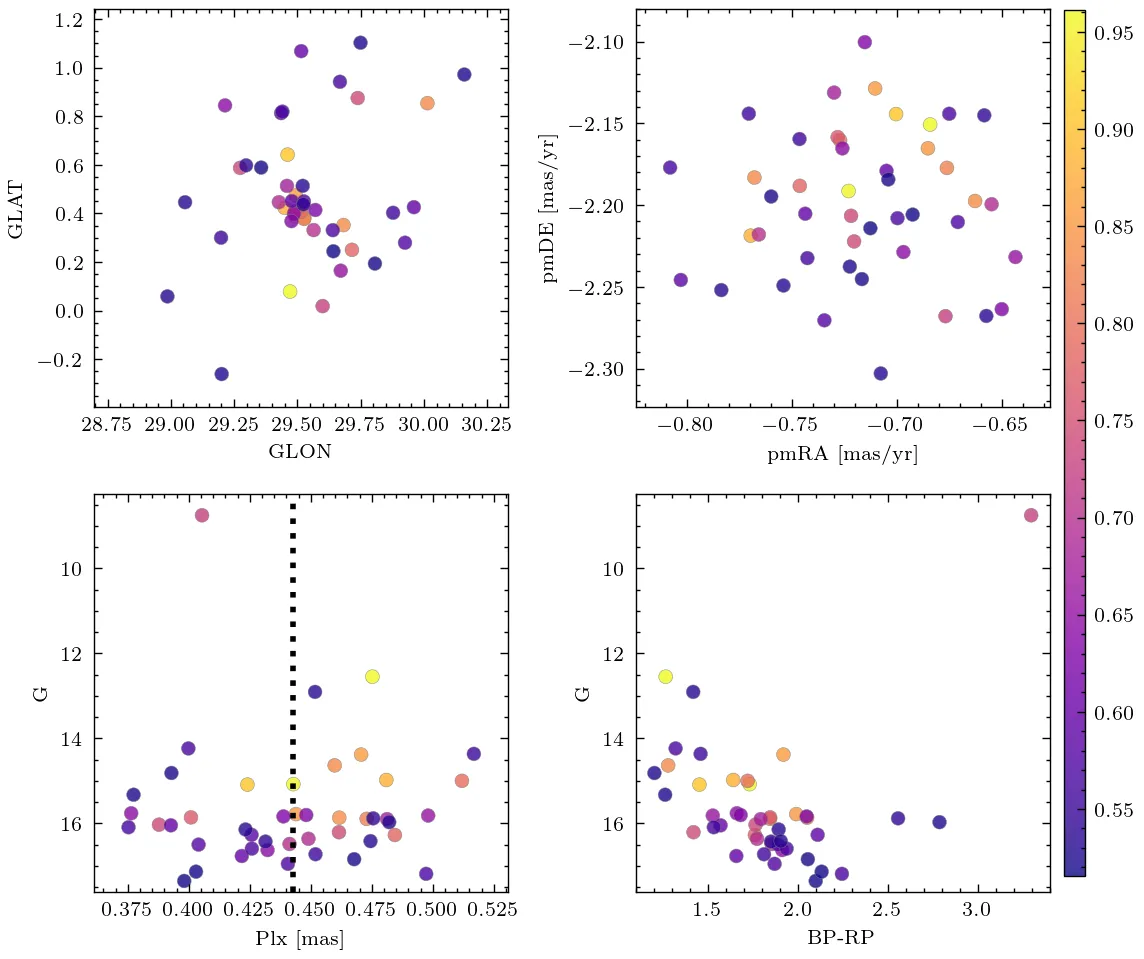 1.2
1.0
0.8
0.6
0.4
0.2
0.0
−0.2
GLAT
28.75 29.00 29.25 29.50 29.75 30.00 30.25
GLON
−2.10
−2.15
−2.20
−2.25
−2.30
pmDE [mas/yr]
−0.80 −0.75 −0.70 −0.65
pmRA [mas/yr]
10
12
14
16
G
0.375 0.400 0.425 0.450 0.475 0.500 0.525
Plx [mas]
10
12
14
16
G
1.5 2.0 2.5 3.0
BP-RP
0.95
0.90
0.85
0.80
0.75
0.70
0.65
0.60
0.55